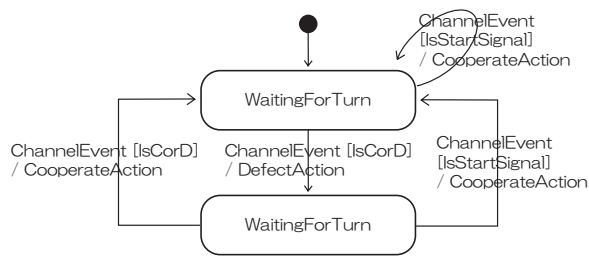 ChannelEvent
[IsStartSignal]
/ CooperateAction
WaitingForTurn
ChannelEvent [IsCorD]
/ CooperateAction
ChannelEvent [IsCorD]
/ DefectAction
ChannelEvent
[IsStartSignal]
/ CooperateAction
WaitingForTurn